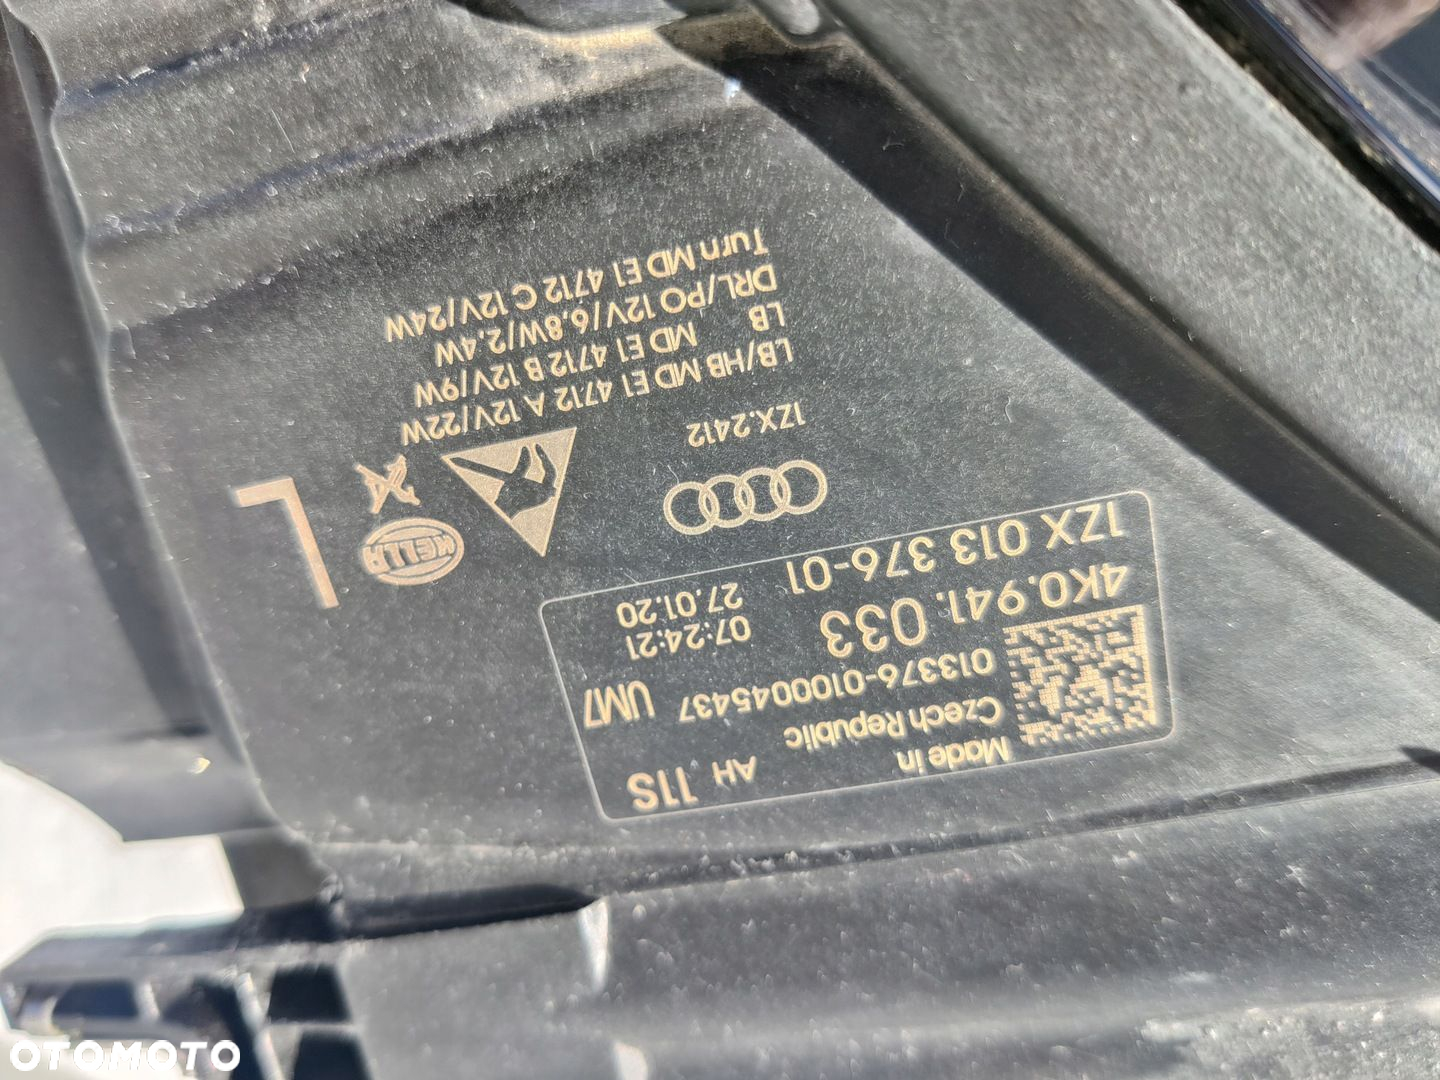 Made in
Czech Republic
AH 11S
013376-0100045437 UM7
4K0.941. 033
07:24:21
1ZX 013 376-01
27.01.20
1ZX.2412
HELLA
L
LB/HB MD E1 4712 A 12V/22W
LB MD E1 4712 B 12V/9W
DRL/PO 12V/6,8W/2,4W
Turn MD E1 4712 C 12V/24W
OTOMOTO